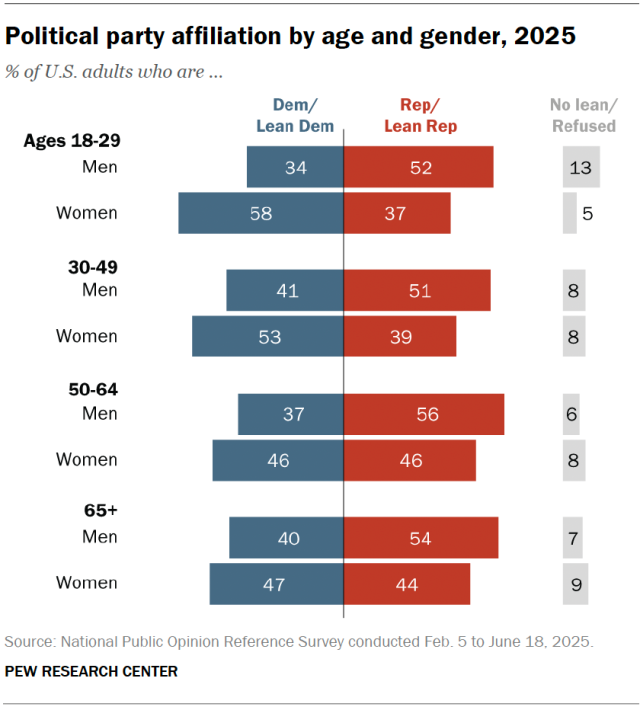 Political party affiliation by age and gender, 2025
% of U.S. adults who are ...
Dem/ Rep/ No lean/
Lean Dem Lean Rep Refused
Ages 18-29
Men 34 52 13
Women 58 37 5
30-49
Men 41 51 8
Women 53 39 8
50-64
Men 37 56 6
Women 46 46 8
65+
Men 40 54 7
Women 47 44 9
Source: National Public Opinion Reference Survey conducted Feb. 5 to June 18, 2025.
PEW RESEARCH CENTER